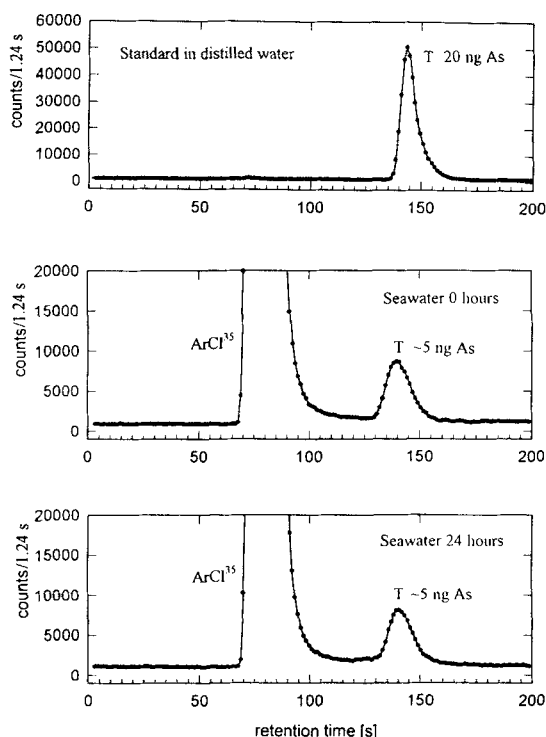 60000
50000
40000
30000
20000
10000
0
counts/1.24 s
Standard in distilled water
T 20 ng As
0 50 100 150 200
20000
15000
10000
5000
0
counts/1.24 s
ArCl³⁵
Seawater 0 hours
T ~5 ng As
0 50 100 150 200
20000
15000
10000
5000
0
counts/1.24 s
ArCl³⁵
Seawater 24 hours
T ~5 ng As
0 50 100 150 200
retention time [s]